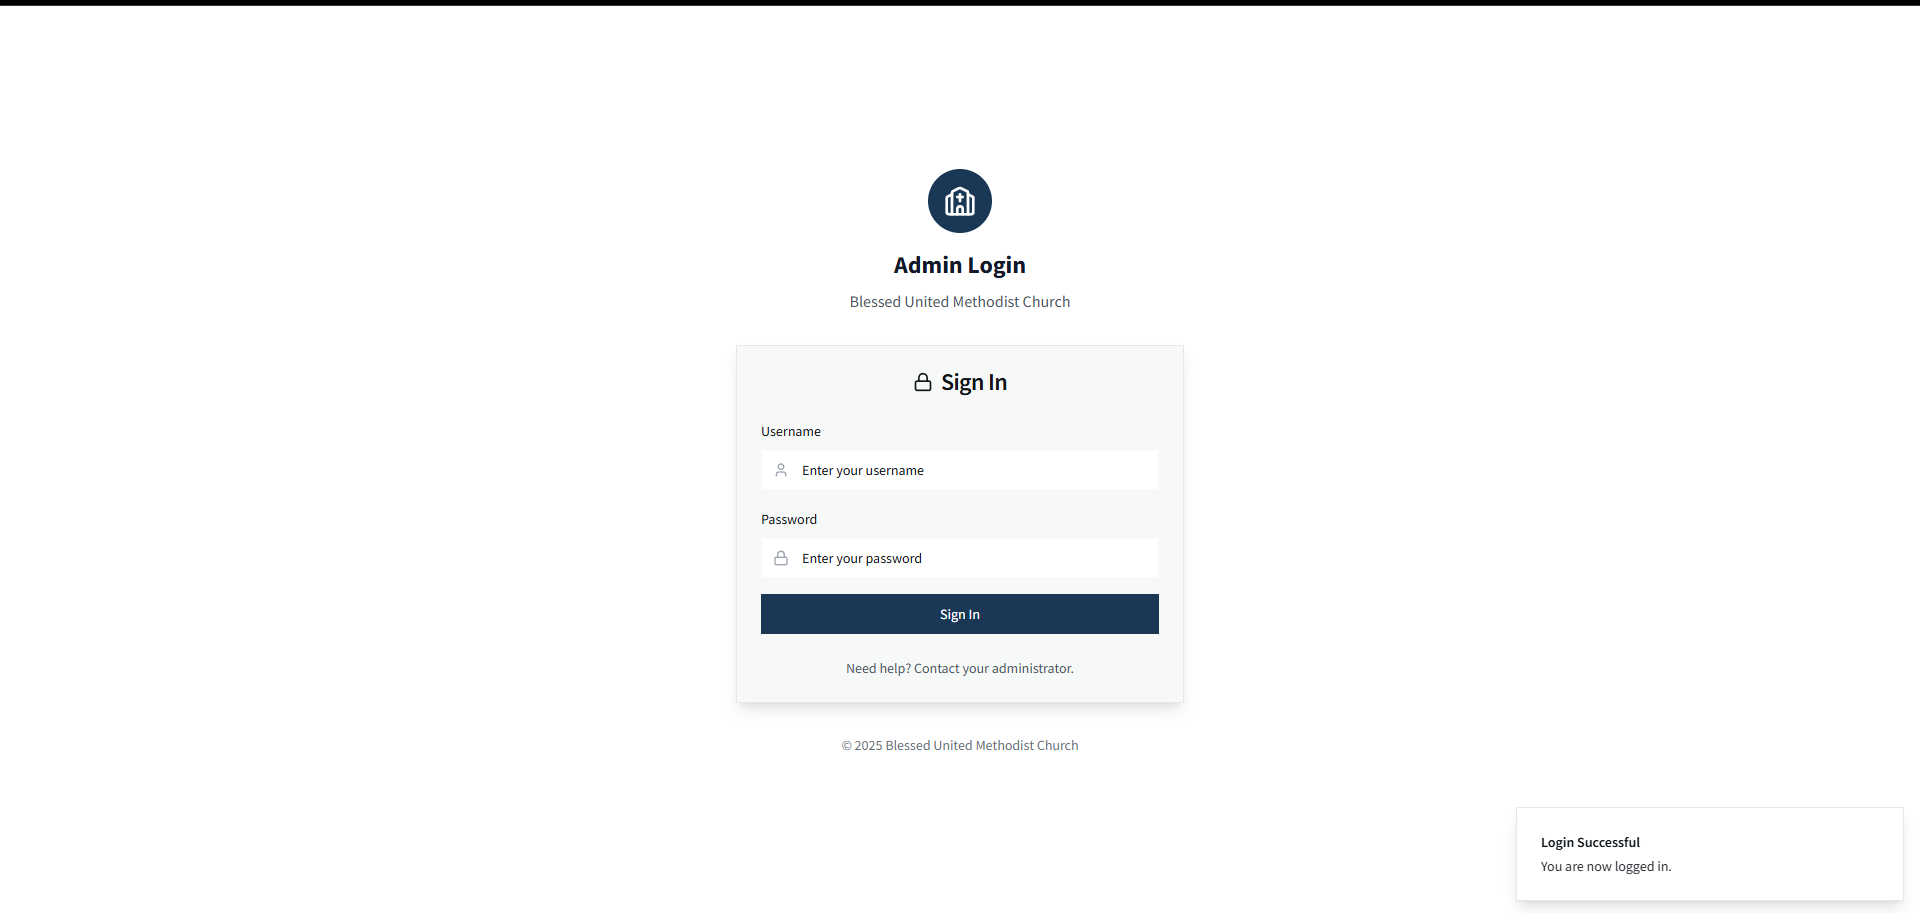 Admin Login
Blessed United Methodist Church
Sign In
Username
Enter your username
Password
Enter your password
Sign In
Need help? Contact your administrator.
© 2025 Blessed United Methodist Church
Login Successful
You are now logged in.